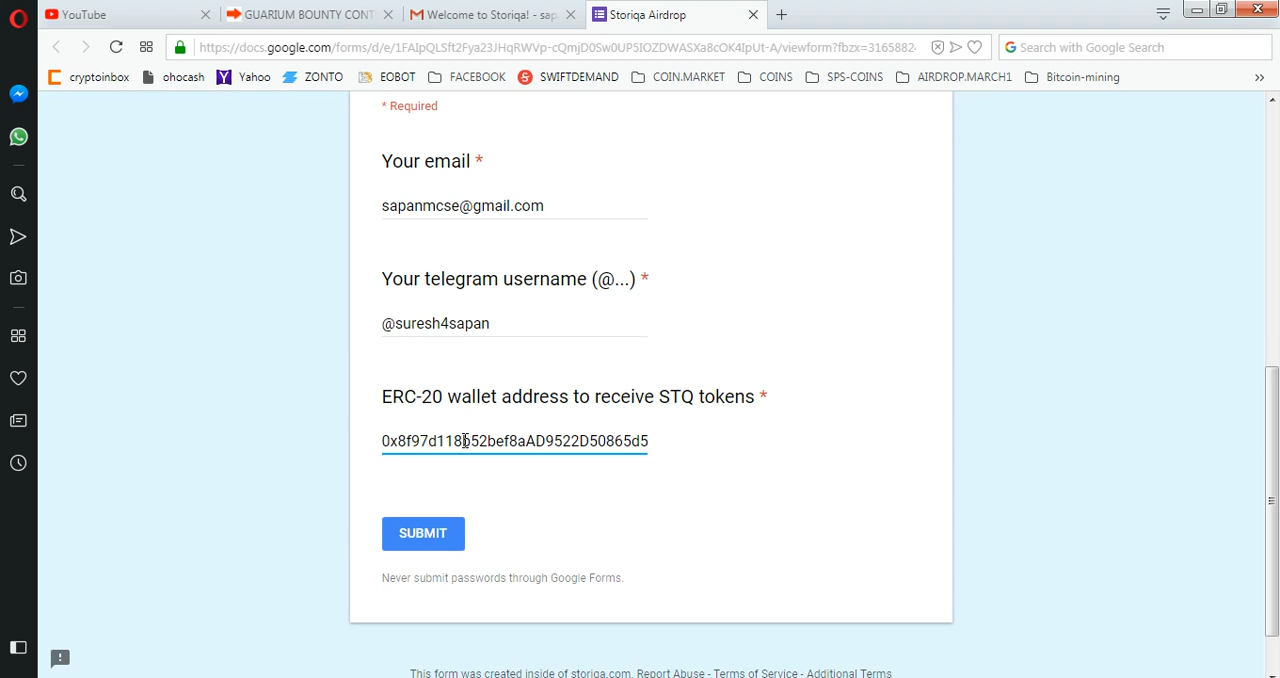 YouTube
GUARIUM BOUNTY CONT
Welcome to Storiqa! - sap
Storiqa Airdrop
https://docs.google.com/forms/d/e/1FAIpQLSft2Fya23JHqRWVp-cQmjD0Sw0UP5IOZDWASXa8cOK4IpUt-A/viewform?fbzx=3165882-
Search with Google Search
cryptoinbox
ohocash
Yahoo
ZONTO
EOBOT
FACEBOOK
SWIFTDEMAND
COIN.MARKET
COINS
SPS-COINS
AIRDROP.MARCH1
Bitcoin-mining
* Required
Your email *
sapanmcse@gmail.com
Your telegram username (@...) *
@suresh4sapan
ERC-20 wallet address to receive STQ tokens *
0x8f97d118b52bef8aAD9522D50865d5
SUBMIT
Never submit passwords through Google Forms.
This form was created inside of storiqa.com. Report Abuse - Terms of Service - Additional Terms